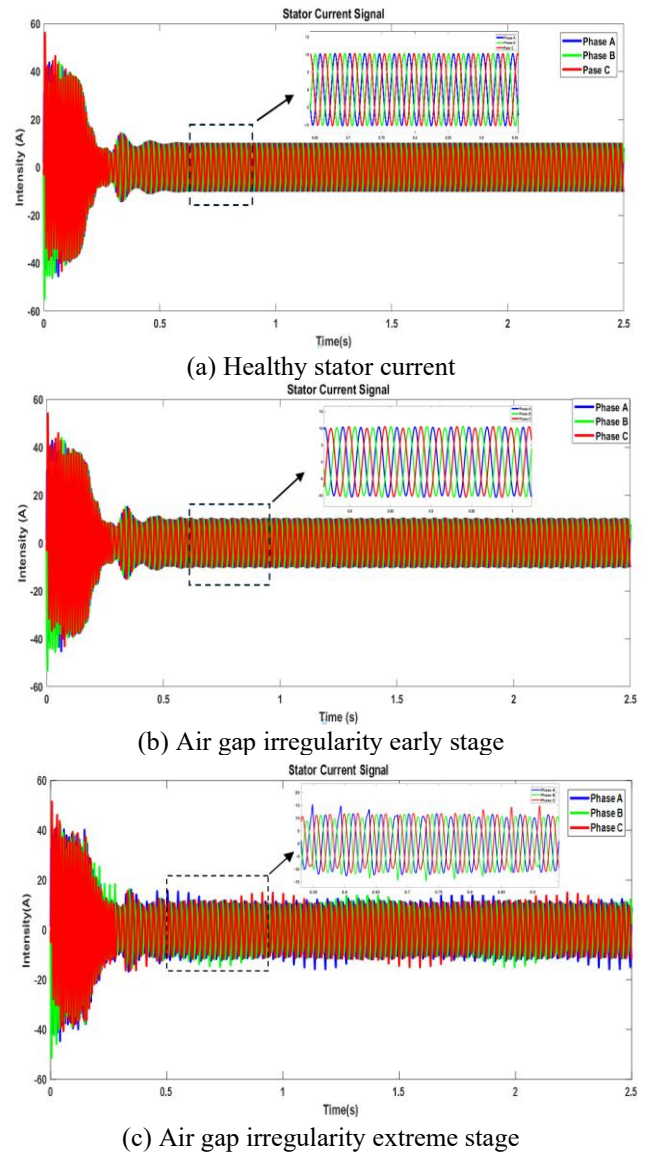 Stator Current Signal
Phase A
Phase B
Pase C
Intensity (A)
60
40
20
0
-20
-40
-60
0
0.5
1
1.5
2
2.5
Time(s)
(a) Healthy stator current
Stator Current Signal
Phase A
Phase B
Phase C
Intensity (A)
60
40
20
0
-20
-40
-60
0
0.5
1
1.5
2
2.5
Time (s)
(b) Air gap irregularity early stage
Stator Current Signal
Phase A
Phase B
Phase C
Intensity(A)
60
40
20
0
-20
-40
-60
0
0.5
1
1.5
2
2.5
Time(s)
(c) Air gap irregularity extreme stage